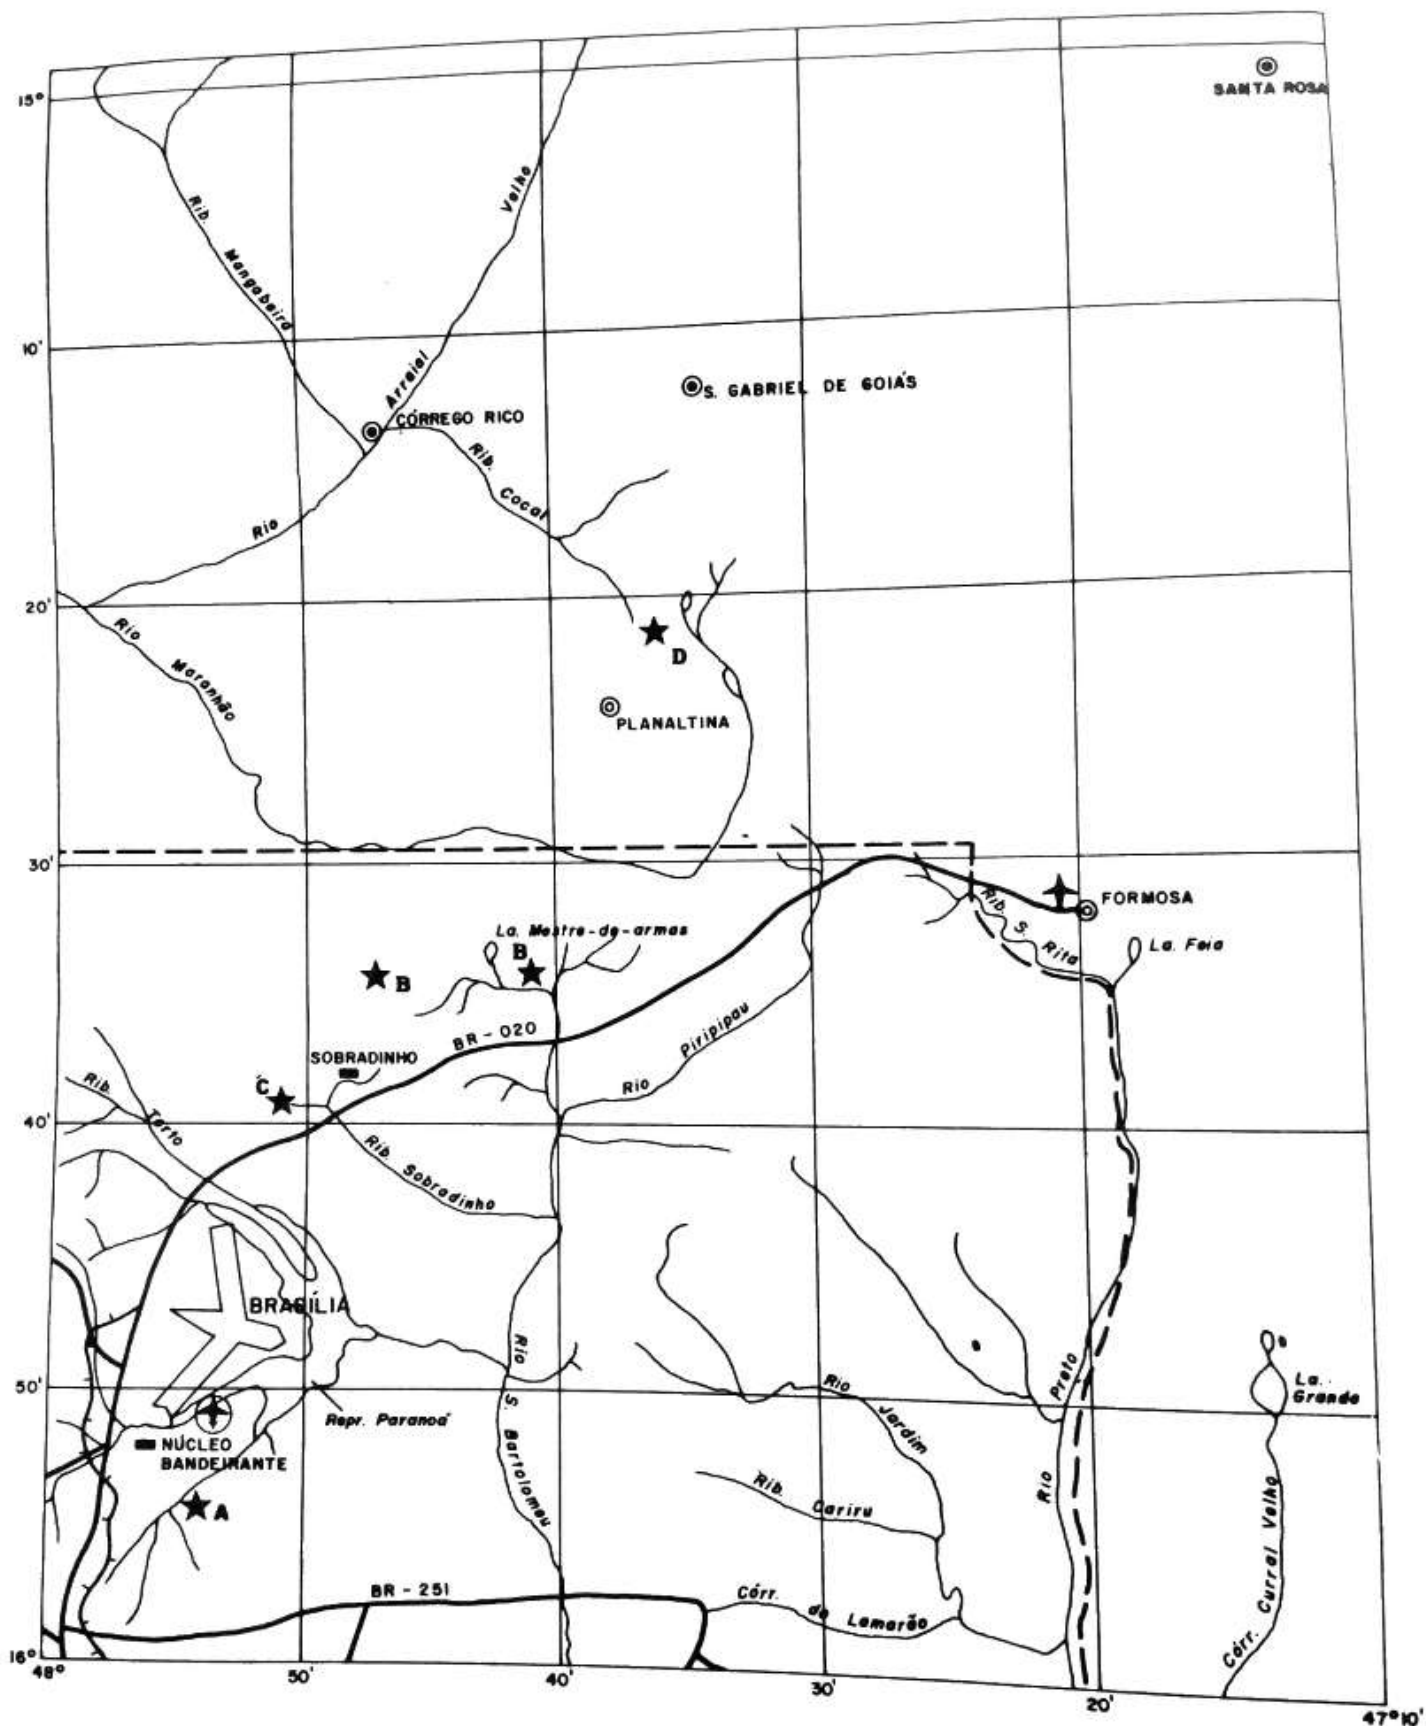 SANTA ROSA
15°
Rib. Mangabeira
Velho
10'
Arraial
S. GABRIEL DE GOIÁS
CÓRREGO RICO
Rib. Cocal
Rio
20'
Rio Maranhão
D
PLANALTINA
30'
FORMOSA
Rib. S. Rita
La. Feia
La. Mestre-de-armas
B
B
BR-020
Rio Piripipau
SOBRADINHO
C
Rib. Torto
40'
Rib. Sobradinho
BRASÍLIA
Rio S. Bartolomeu
Rio Preto
50'
Rio Jardim
La.
Grande
Repr. Paranoá
NÚCLEO
BANDEIRANTE
A
Rib. Cariru
Córr. Curral Velho
BR-251
Córr. do Lamarão
16°
48°
50'
40'
30'
20'
47°10'